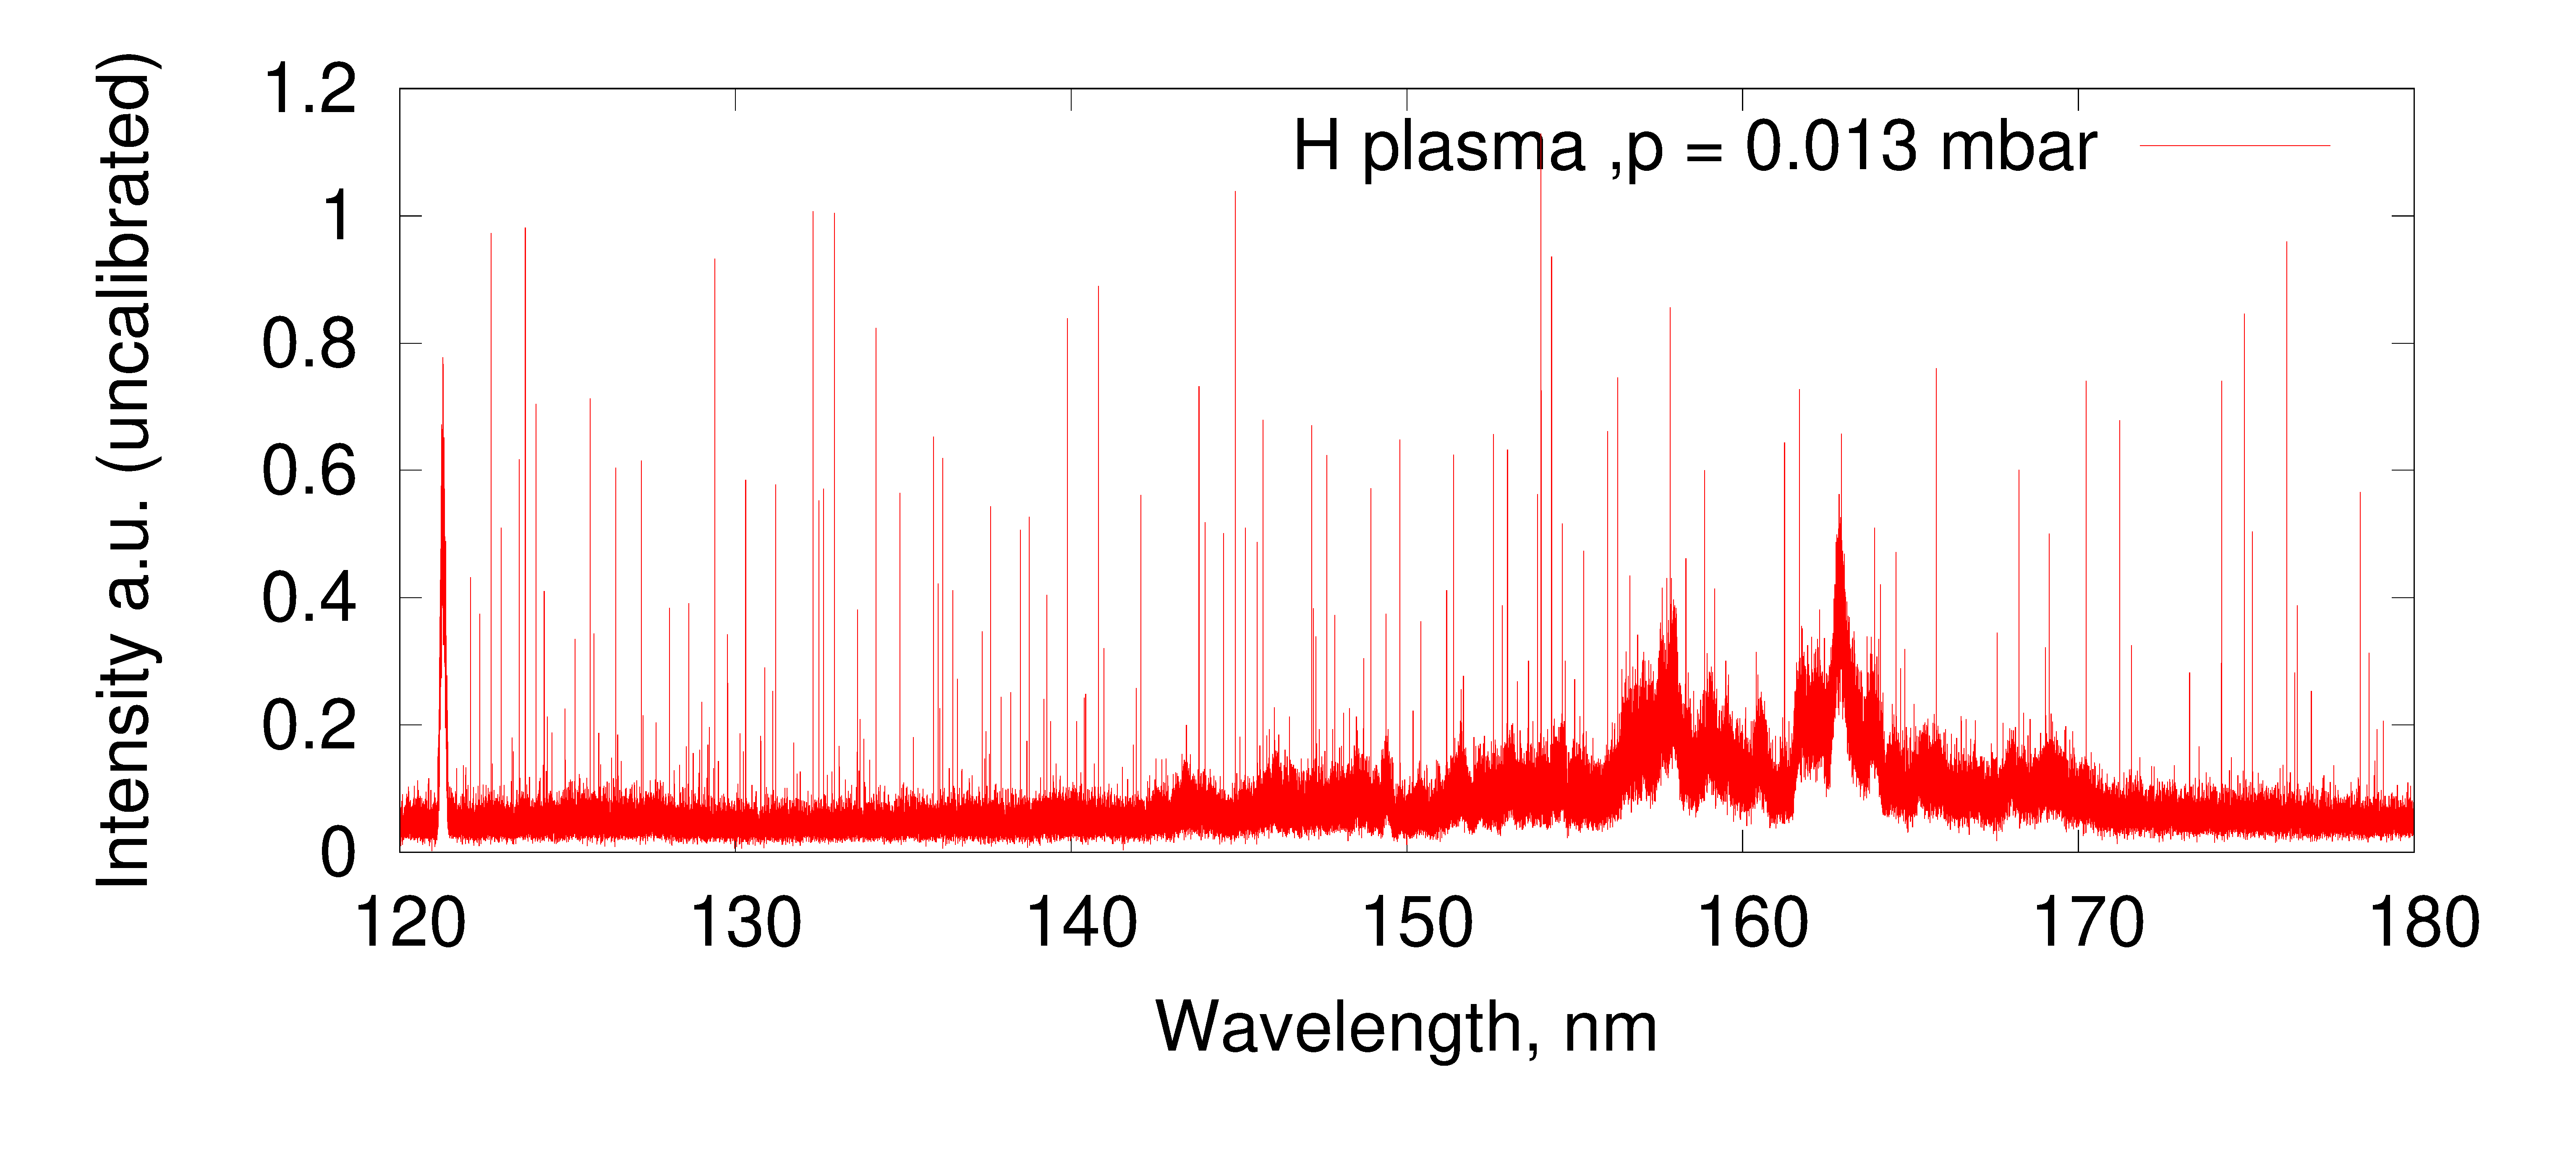 Intensity a.u. (uncalibrated)
1.2
1
0.8
0.6
0.4
0.2
0
H plasma ,p = 0.013 mbar
120 130 140 150 160 170 180
Wavelength, nm